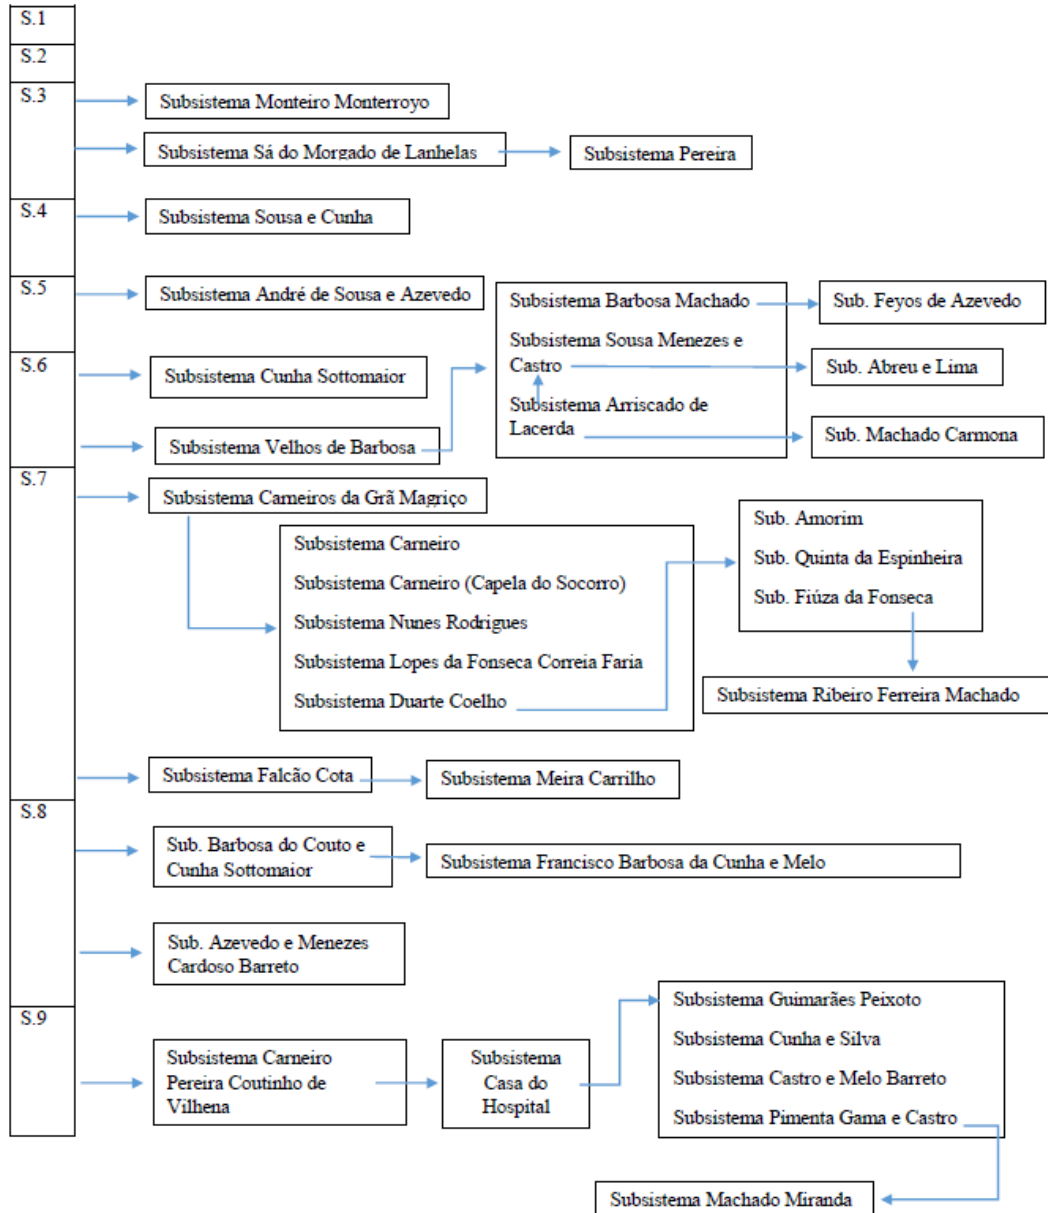 S.1
S.2
S.3
Subsistema Monteiro Monterroyo
Subsistema Sá do Morgado de Lanhelas
Subsistema Pereira
S.4
Subsistema Sousa e Cunha
S.5
Subsistema André de Sousa e Azevedo
Subsistema Barbosa Machado
Sub. Feyos de Azevedo
Subsistema Sousa Menezes e
Castro
Sub. Abreu e Lima
S.6
Subsistema Cunha Sottomaior
Subsistema Arriscado de
Lacerda
Sub. Machado Carmona
Subsistema Velhos de Barbosa
S.7
Subsistema Carneiros da Grã Magriço
Subsistema Carneiro
Subsistema Carneiro (Capela do Socorro)
Subsistema Nunes Rodrigues
Subsistema Lopes da Fonseca Correia Faria
Subsistema Duarte Coelho
Sub. Amorim
Sub. Quinta da Espinheira
Sub. Fiúza da Fonseca
Subsistema Ribeiro Ferreira Machado
Subsistema Falcão Cota
Subsistema Meira Carrilho
S.8
Sub. Barbosa do Couto e
Cunha Sottomaior
Subsistema Francisco Barbosa da Cunha e Melo
Sub. Azevedo e Menezes
Cardoso Barreto
S.9
Subsistema Carneiro
Pereira Coutinho de
Vilhena
Subsistema
Casa do
Hospital
Subsistema Guimarães Peixoto
Subsistema Cunha e Silva
Subsistema Castro e Melo Barreto
Subsistema Pimenta Gama e Castro
Subsistema Machado Miranda